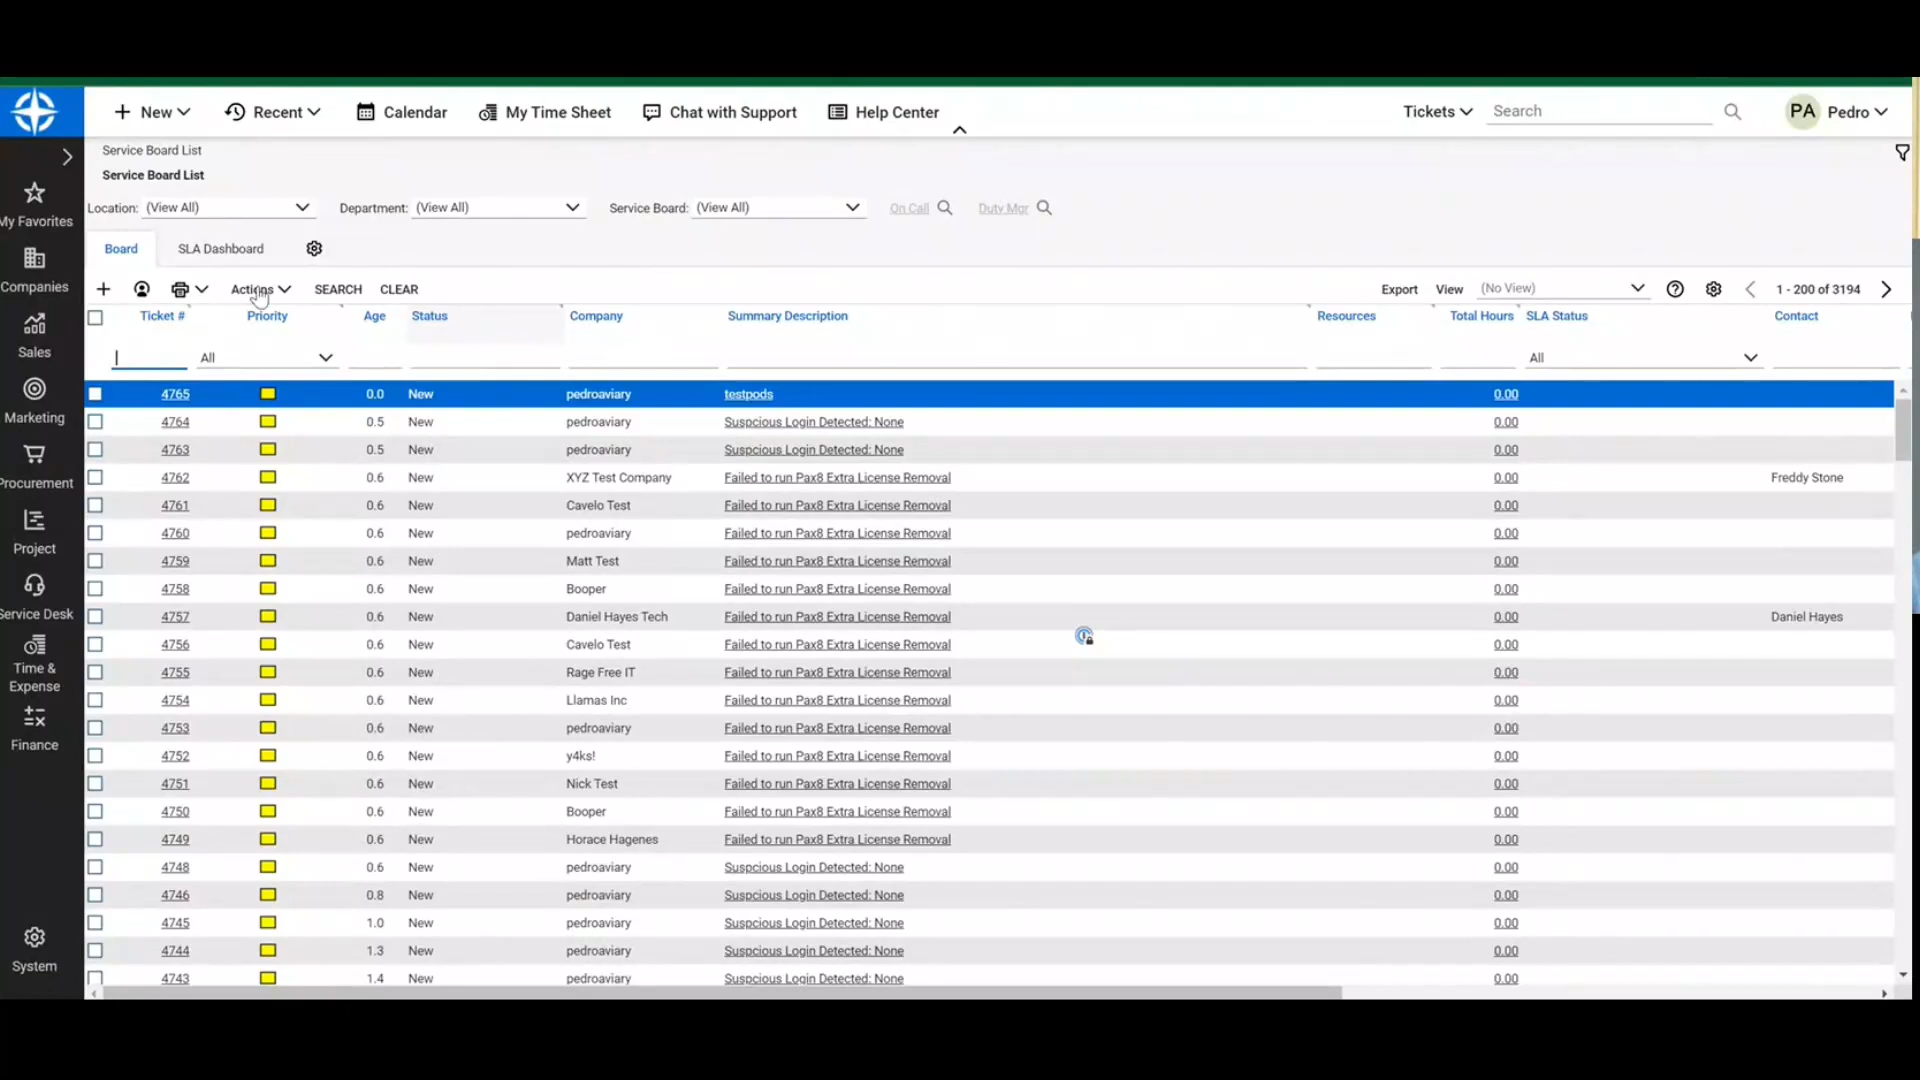 New
Recent
Calendar
My Time Sheet
Chat with Support
Help Center
Tickets
Search
PA
Pedro
Service Board List
Service Board List
Location: (View All)
Department: (View All)
Service Board: (View All)
On Call
Duty Mgr
Board
SLA Dashboard
Actions
SEARCH
CLEAR
Export
View
(No View)
1 - 200 of 3194
My Favorites
Companies
Sales
Marketing
Procurement
Project
Service Desk
Time &
Expense
Finance
System
Ticket # Priority Age Status Company Summary Description Resources Total Hours SLA Status Contact
All All
4765 0.0 New pedroaviary testpods 0.00
4764 0.5 New pedroaviary Suspcious Login Detected: None 0.00
4763 0.5 New pedroaviary Suspcious Login Detected: None 0.00
4762 0.6 New XYZ Test Company Failed to run Pax8 Extra License Removal 0.00 Freddy Stone
4761 0.6 New Cavelo Test Failed to run Pax8 Extra License Removal 0.00
4760 0.6 New pedroaviary Failed to run Pax8 Extra License Removal 0.00
4759 0.6 New Matt Test Failed to run Pax8 Extra License Removal 0.00
4758 0.6 New Booper Failed to run Pax8 Extra License Removal 0.00
4757 0.6 New Daniel Hayes Tech Failed to run Pax8 Extra License Removal 0.00 Daniel Hayes
4756 0.6 New Cavelo Test Failed to run Pax8 Extra License Removal 0.00
4755 0.6 New Rage Free IT Failed to run Pax8 Extra License Removal 0.00
4754 0.6 New Llamas Inc Failed to run Pax8 Extra License Removal 0.00
4753 0.6 New pedroaviary Failed to run Pax8 Extra License Removal 0.00
4752 0.6 New y4ks! Failed to run Pax8 Extra License Removal 0.00
4751 0.6 New Nick Test Failed to run Pax8 Extra License Removal 0.00
4750 0.6 New Booper Failed to run Pax8 Extra License Removal 0.00
4749 0.6 New Horace Hagenes Failed to run Pax8 Extra License Removal 0.00
4748 0.6 New pedroaviary Suspcious Login Detected: None 0.00
4746 0.8 New pedroaviary Suspcious Login Detected: None 0.00
4745 1.0 New pedroaviary Suspcious Login Detected: None 0.00
4744 1.3 New pedroaviary Suspcious Login Detected: None 0.00
4743 1.4 New pedroaviary Suspcious Login Detected: None 0.00